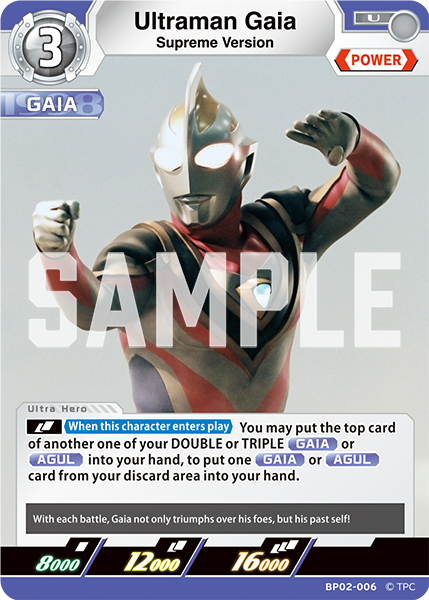 3
Ultraman Gaia
Supreme Version
U
POWER
1998
GAIA
SAMPLE
Ultra Hero
When this character enters play You may put the top card
of another one of your DOUBLE or TRIPLE GAIA or
AGUL into your hand, to put one GAIA or AGUL
card from your discard area into your hand.
With each battle, Gaia not only triumphs over his foes, but his past self!
8000 12000 16000
BP02-006 © TPC